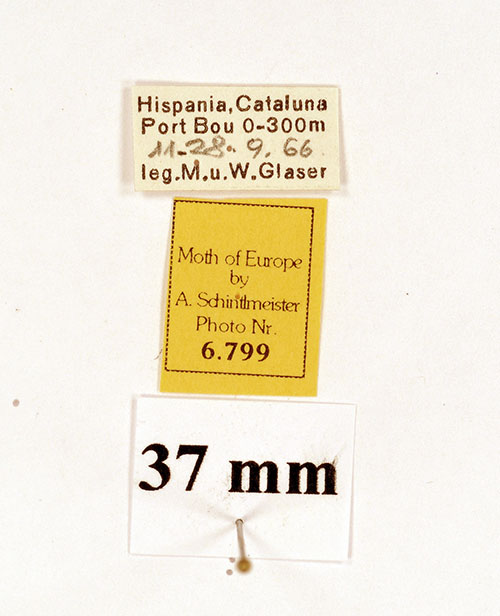 Hispania, Cataluna
Port Bou 0-300m
11-28. 9. 66
leg.M.u.W.Glaser
Moth of Europe
by
A. Schintlmeister
Photo Nr.
6.799
37 mm